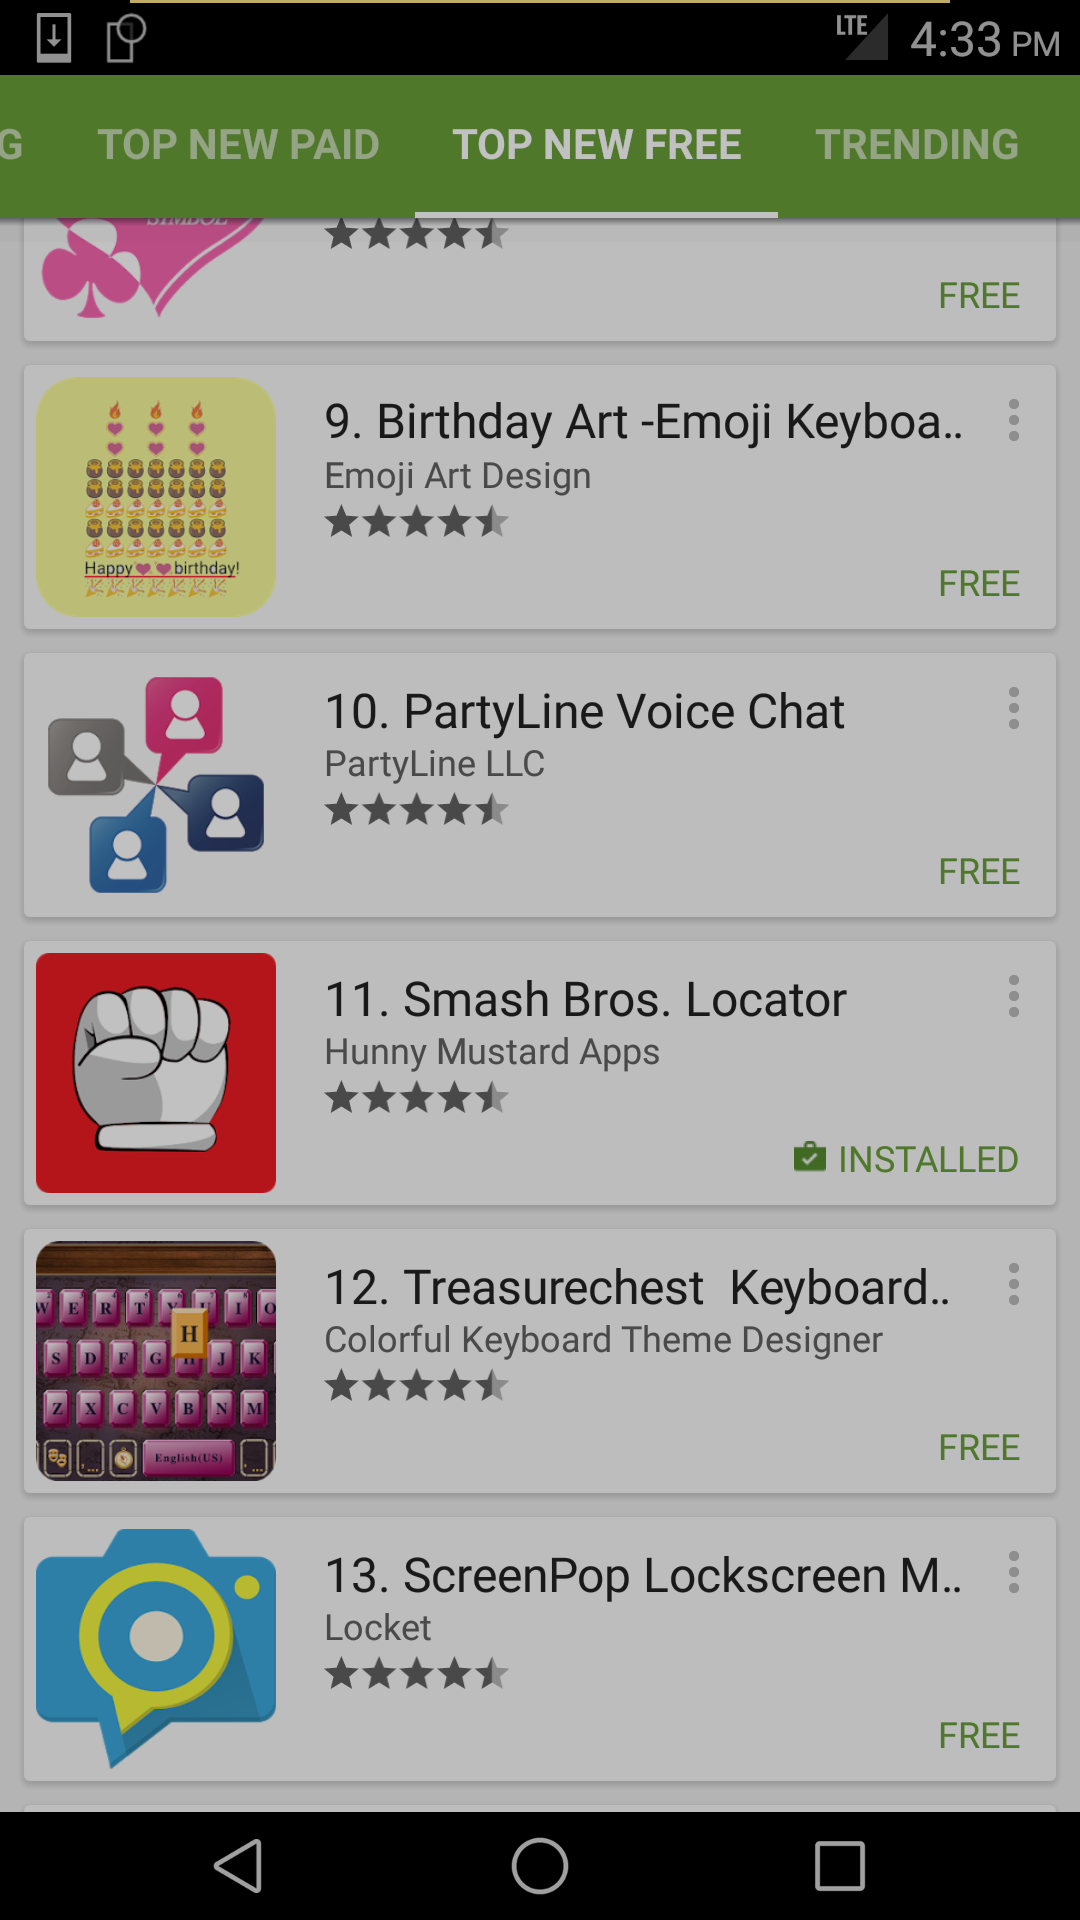 LTE 4:33 PM
G TOP NEW PAID TOP NEW FREE TRENDING
SYMBOL
FREE
9. Birthday Art -Emoji Keyboa..
Emoji Art Design
Happy birthday!
FREE
10. PartyLine Voice Chat
PartyLine LLC
FREE
11. Smash Bros. Locator
Hunny Mustard Apps
INSTALLED
12. Treasurechest Keyboard..
Colorful Keyboard Theme Designer
W E R T Y U I O
H
S D F G H J K
Z X C V B N M
English(US)
FREE
13. ScreenPop Lockscreen M..
Locket
FREE